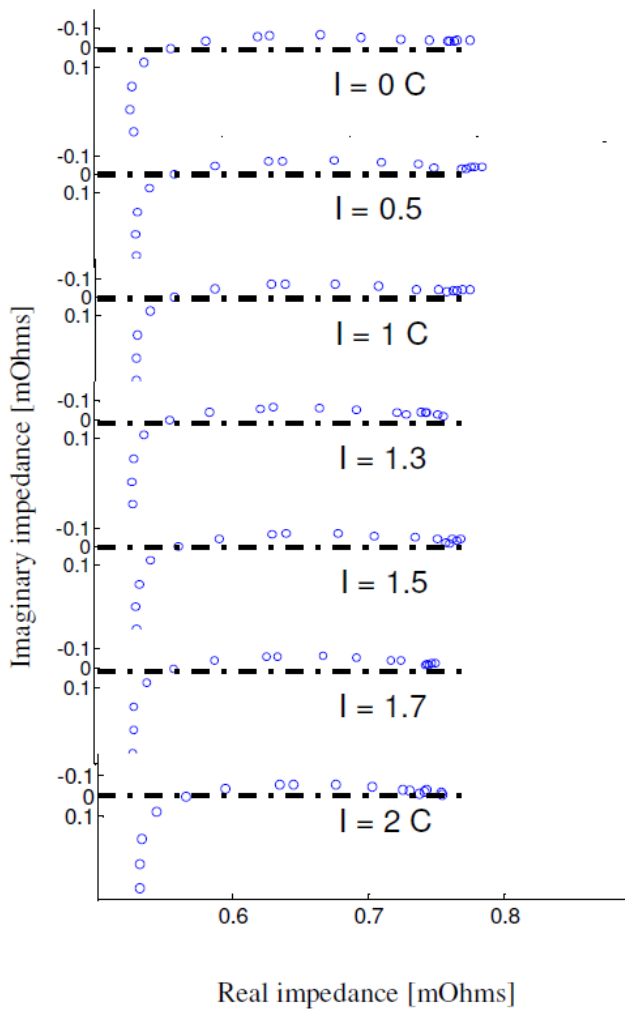 -0.1
0
0.1
I = 0 C
-0.1
0
0.1
I = 0.5
-0.1
0
0.1
I = 1 C
-0.1
0
0.1
I = 1.3
-0.1
0
0.1
I = 1.5
-0.1
0
0.1
I = 1.7
-0.1
0
0.1
I = 2 C
0.6 0.7 0.8
Imaginary impedance [mOhms]
Real impedance [mOhms]